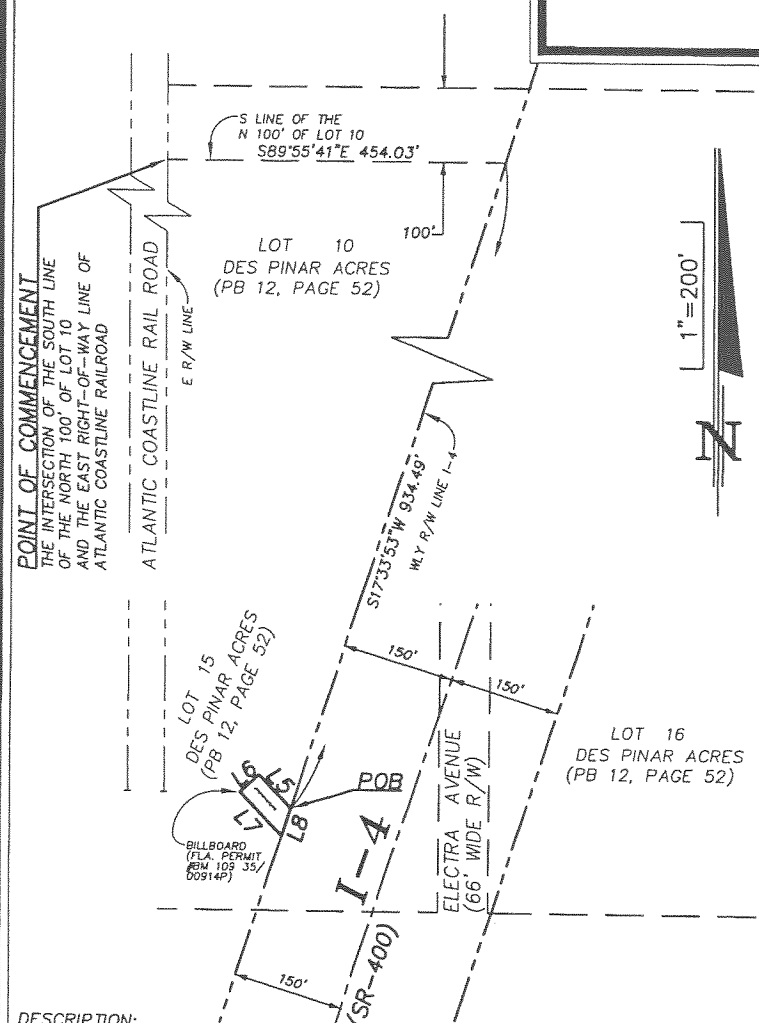 S LINE OF THE
N 100' OF LOT 10
S89°55'41"E 454.03'
100'
LOT 10
DES PINAR ACRES
(PB 12, PAGE 52)
POINT OF COMMENCEMENT
THE INTERSECTION OF THE SOUTH LINE
OF THE NORTH 100' OF LOT 10
AND THE EAST RIGHT-OF-WAY LINE OF
ATLANTIC COASTLINE RAILROAD
ATLANTIC COASTLINE RAIL ROAD
E R/W LINE
1"=200'
N
S17°33'53"W 934.49'
WLY R/W LINE I-4
150'
150'
LOT 15
DES PINAR ACRES
(PB 12, PAGE 52)
LOT 16
DES PINAR ACRES
(PB 12, PAGE 52)
L6
L5
L7
L8
POB
BILLBOARD
(FLA. PERMIT
#BM 109 35/
00914P)
I-4
ELECTRA AVENUE
(66' WIDE R/W)
150'
(SR-400)
DESCRIPTION: